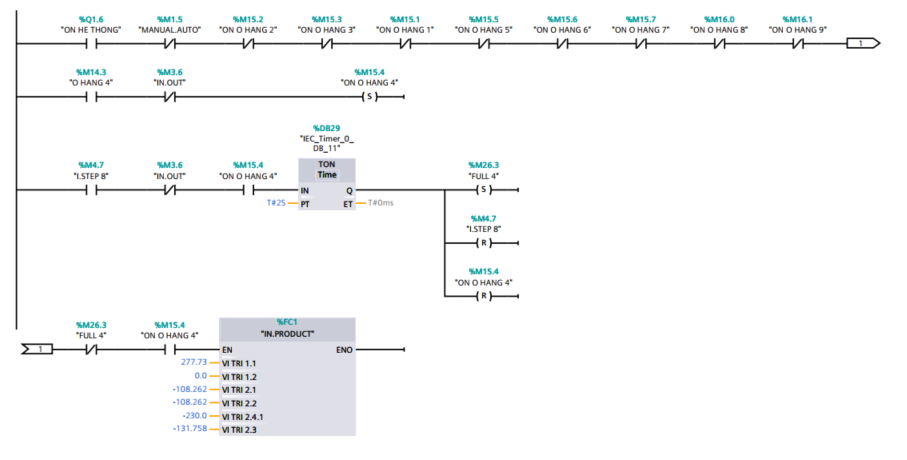 %Q1.6 %M1.5 %M15.2 %M15.3 %M15.1 %M15.5 %M15.6 %M15.7 %M16.0 %M16.1
"ON HE THONG" "MANUAL.AUTO" "ON O HANG 2" "ON O HANG 3" "ON O HANG 1" "ON O HANG 5" "ON O HANG 6" "ON O HANG 7" "ON O HANG 8" "ON O HANG 9"
1
%M14.3 %M3.6 %M15.4
"O HANG 4" "IN.OUT" "ON O HANG 4"
S
%DB29
"IEC_Timer_0_
DB_11"
%M4.7 %M3.6 %M15.4 TON %M26.3
"I.STEP 8" "IN.OUT" "ON O HANG 4" Time "FULL 4"
IN Q S
T#2S PT ET T#0ms
%M4.7
"I.STEP 8"
R
%M15.4
"ON O HANG 4"
R
%M26.3 %M15.4 %FC1
"FULL 4" "ON O HANG 4" "IN.PRODUCT"
1 EN ENO
277.73 VI TRI 1.1
0.0 VI TRI 1.2
-108.262 VI TRI 2.1
-108.262 VI TRI 2.2
-230.0 VI TRI 2.4.1
-131.758 VI TRI 2.3